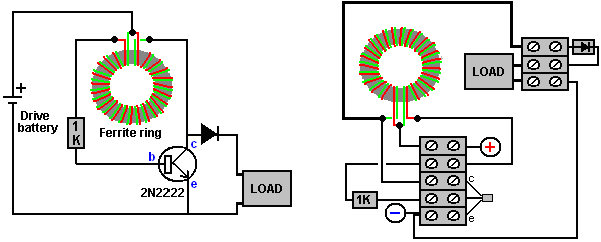 Drive
battery
1
K
Ferrite ring
b
c
e
2N2222
LOAD
LOAD
+
1K
c
e
−